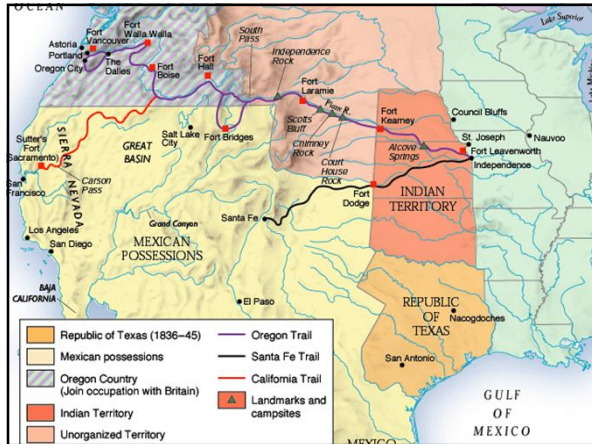 OCEAN
Lake Superior
Fort
Vancouver
Fort
Walla Walla
Astoria
Portland
Oregon City
The
Dalles
Fort
Boise
Fort
Hall
South
Pass
Independence
Rock
Fort
Laramie
Platte R.
Scotts
Bluff
Chimney
Rock
Court
House
Rock
Fort
Kearney
Council Bluffs
Nauvoo
St. Joseph
Fort Leavenworth
Independence
Alcove
Springs
Sutter's
Fort
(Sacramento)
SIERRA
NEVADA
GREAT
BASIN
Salt Lake
City
Fort Bridges
San
Francisco
Carson
Pass
INDIAN
TERRITORY
Fort
Dodge
Santa Fe
Grand Canyon
Los Angeles
San Diego
MEXICAN
POSSESSIONS
BAJA
CALIFORNIA
El Paso
REPUBLIC
OF TEXAS
Nacogdoches
San Antonio
GULF
OF
MEXICO
MEXICO
Republic of Texas (1836–45)
Mexican possessions
Oregon Country
(Join occupation with Britain)
Indian Territory
Unorganized Territory
Oregon Trail
Santa Fe Trail
California Trail
Landmarks and
campsites